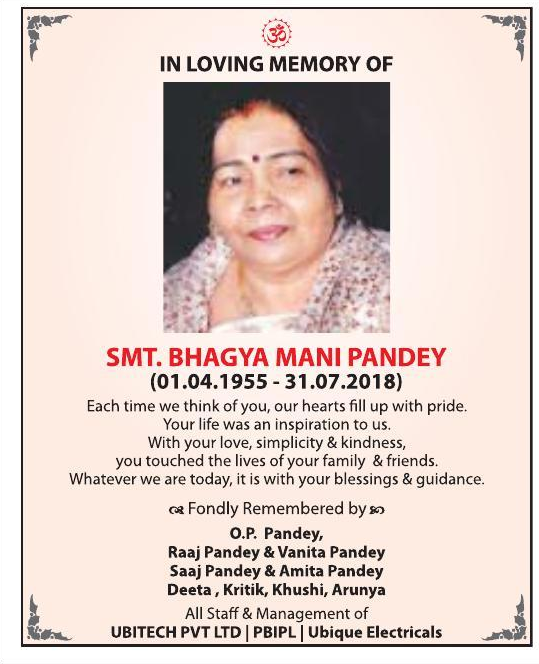 ॐ
IN LOVING MEMORY OF
SMT. BHAGYA MANI PANDEY
(01.04.1955 - 31.07.2018)
Each time we think of you, our hearts fill up with pride.
Your life was an inspiration to us.
With your love, simplicity & kindness,
you touched the lives of your family & friends.
Whatever we are today, it is with your blessings & guidance.
Fondly Remembered by
O.P. Pandey,
Raaj Pandey & Vanita Pandey
Saaj Pandey & Amita Pandey
Deeta , Kritik, Khushi, Arunya
All Staff & Management of
UBITECH PVT LTD | PBIPL | Ubique Electricals